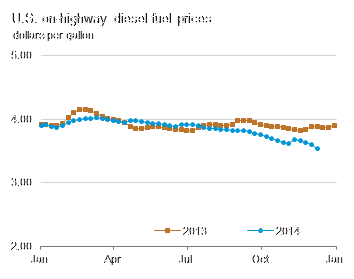 U.S. on-highway diesel fuel prices
dollars per gallon
5.00
4.00
3.00
2.00
2013
2014
Jan
Apr
Jul
Oct
Jan